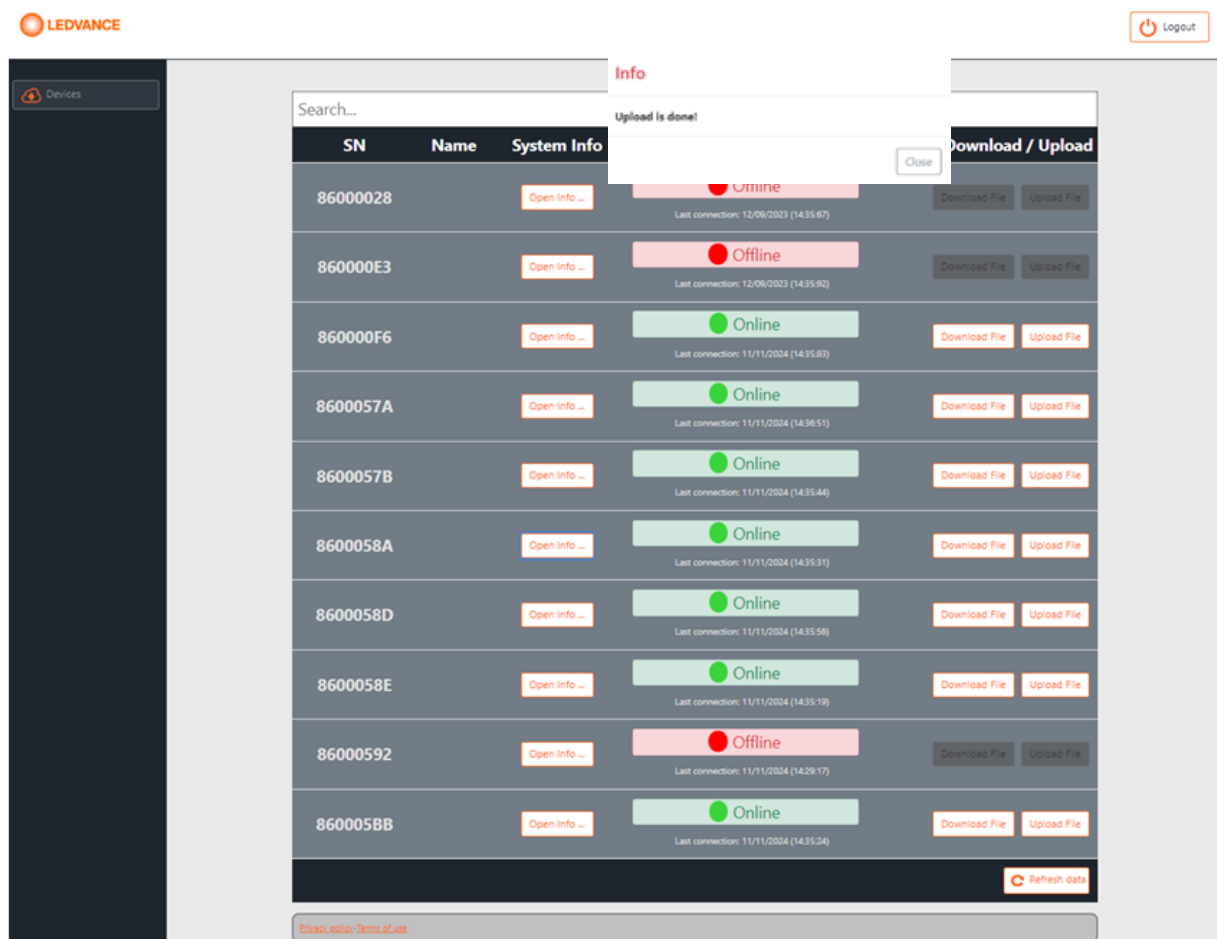 LEDVANCE
Logout
Devices
Info
Upload is done!
Close
Search...
SN Name System Info Download / Upload
86000028 Open Info ... Offline Download File Upload File
Last connection: 12/09/2023 (14:35:67)
860000E3 Open Info ... Offline Download File Upload File
Last connection: 12/09/2023 (14:35:92)
860000F6 Open Info ... Online Download File Upload File
Last connection: 11/11/2024 (14:35:83)
8600057A Open Info ... Online Download File Upload File
Last connection: 11/11/2024 (14:36:51)
8600057B Open Info ... Online Download File Upload File
Last connection: 11/11/2024 (14:35:44)
8600058A Open Info ... Online Download File Upload File
Last connection: 11/11/2024 (14:35:31)
8600058D Open Info ... Online Download File Upload File
Last connection: 11/11/2024 (14:35:56)
8600058E Open Info ... Online Download File Upload File
Last connection: 11/11/2024 (14:35:19)
86000592 Open Info ... Offline Download File Upload File
Last connection: 11/11/2024 (14:29:17)
860005BB Open Info ... Online Download File Upload File
Last connection: 11/11/2024 (14:35:24)
Refresh data
Privacy policy-Terms of use